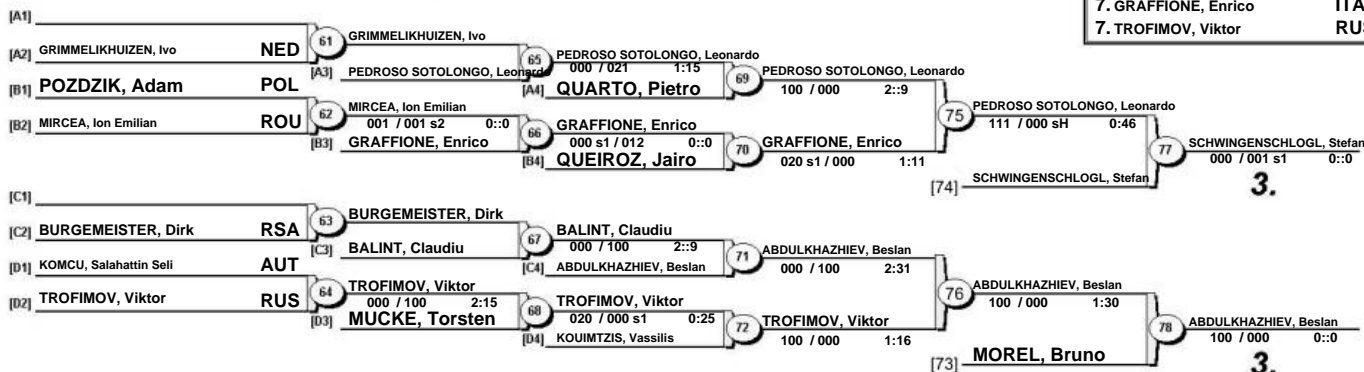 7. GRAFFIONE, Enrico ITA
7. TROFIMOV, Viktor RUS
[A1]
[A2] GRIMMELIKHUIZEN, Ivo NED
61
GRIMMELIKHUIZEN, Ivo
[A3] PEDROSO SOTOLONGO, Leonardo
[B1] POZDZIK, Adam POL
[B2] MIRCEA, Ion Emilian ROU
62
MIRCEA, Ion Emilian
001 / 001 s2 0::0
[B3] GRAFFIONE, Enrico
65
PEDROSO SOTOLONGO, Leonardo
000 / 021 1:15
[A4] QUARTO, Pietro
66
GRAFFIONE, Enrico
000 s1 / 012 0::0
[B4] QUEIROZ, Jairo
69
PEDROSO SOTOLONGO, Leonardo
100 / 000 2::9
70
GRAFFIONE, Enrico
020 s1 / 000 1:11
75
PEDROSO SOTOLONGO, Leonardo
111 / 000 sH 0:46
[74] SCHWINGENSCHLOGL, Stefan
77
SCHWINGENSCHLOGL, Stefan
000 / 001 s1 0::0
3.
[C1]
[C2] BURGEMEISTER, Dirk RSA
63
BURGEMEISTER, Dirk
[C3] BALINT, Claudiu
[D1] KOMCU, Salahattin Seli AUT
[D2] TROFIMOV, Viktor RUS
64
TROFIMOV, Viktor
000 / 100 2:15
[D3] MUCKE, Torsten
67
BALINT, Claudiu
000 / 100 2::9
[C4] ABDULKHAZHIEV, Beslan
68
TROFIMOV, Viktor
020 / 000 s1 0:25
[D4] KOUIMTZIS, Vassilis
71
ABDULKHAZHIEV, Beslan
000 / 100 2:31
72
TROFIMOV, Viktor
100 / 000 1:16
76
ABDULKHAZHIEV, Beslan
100 / 000 1:30
[73] MOREL, Bruno
78
ABDULKHAZHIEV, Beslan
100 / 000 0::0
3.